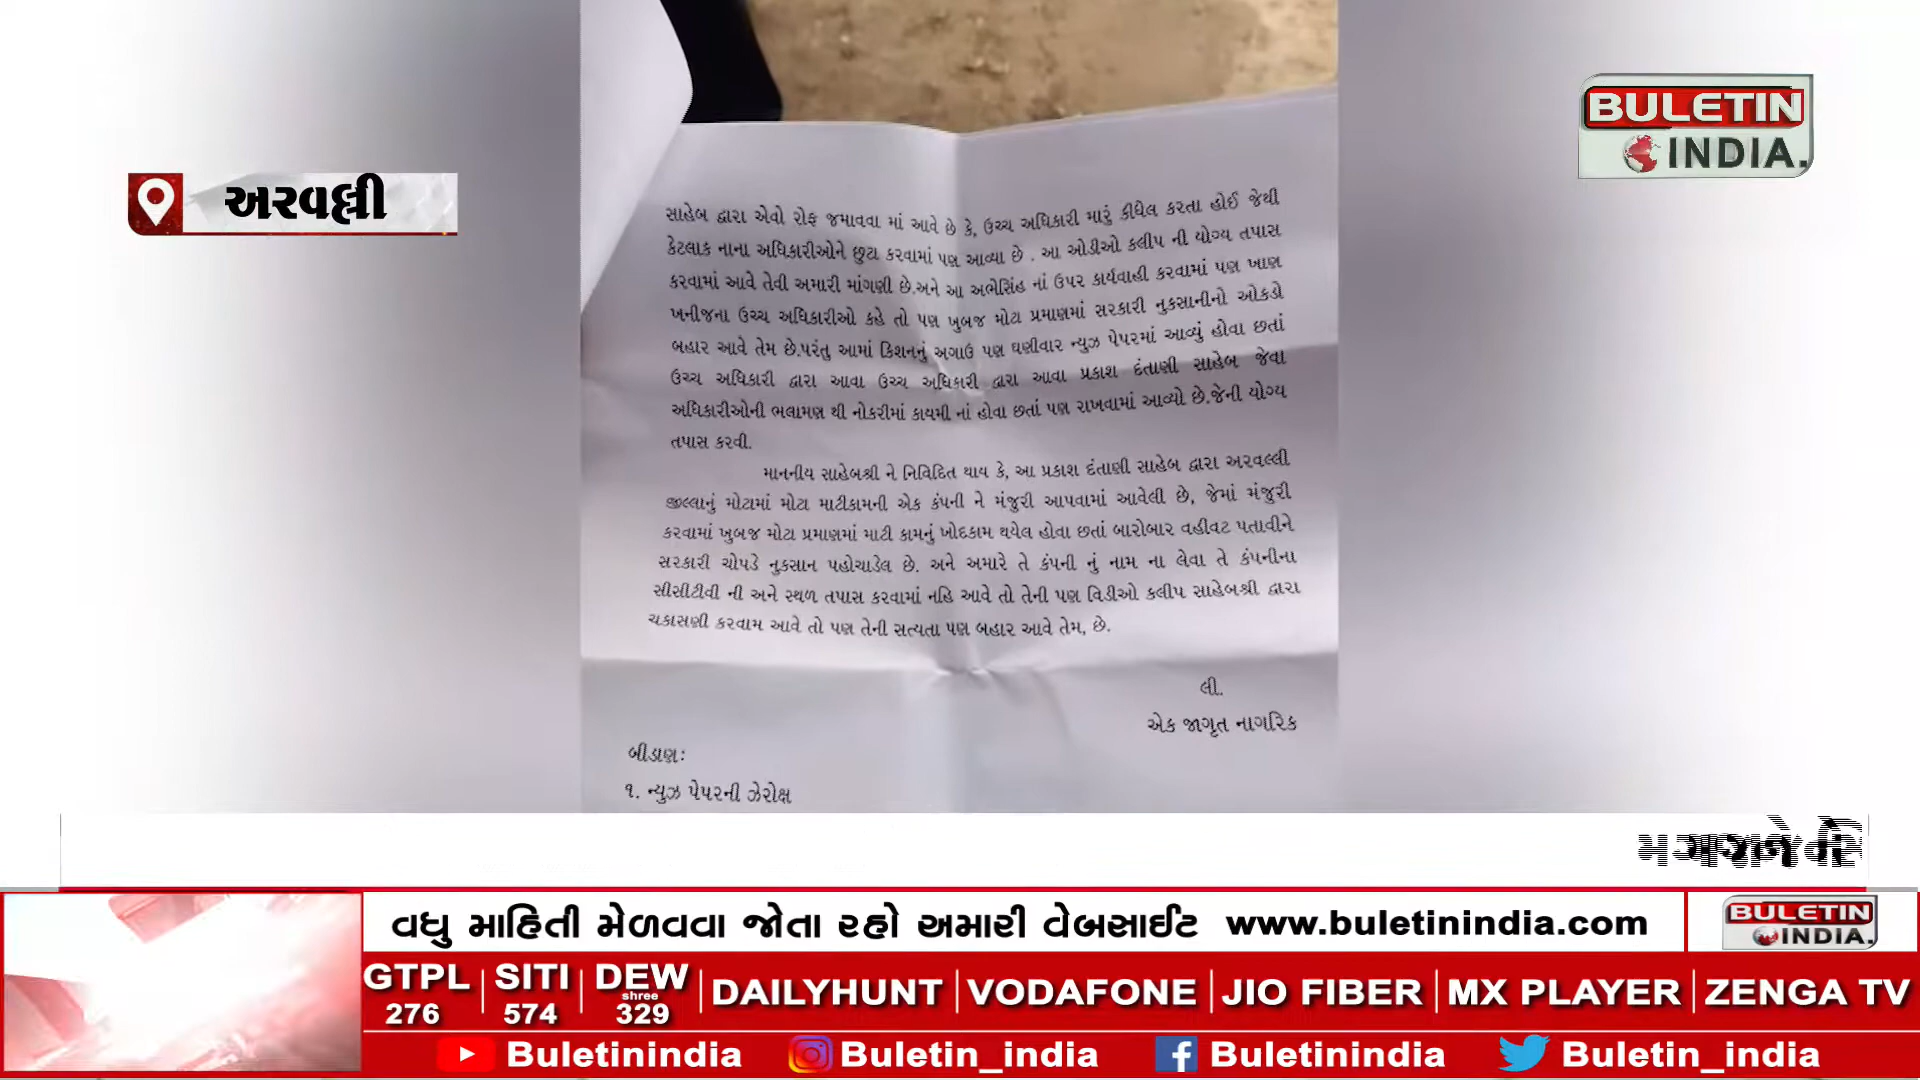 BULETIN
INDIA.
અરવલ્લી
સાહેબ દ્વારા એવો રોફ જમાવવા માં આવે છે કે, ઉચ્ચ અધિકારી મારું કીધેલ કરતા હોઈ જેથી
કેટલાક નાના અધિકારીઓને છુટા કરવામાં પણ આવ્યા છે . આ ઓડીઓ કલીપ ની યોગ્ય તપાસ
કરવામાં આવે તેવી અમારી માંગણી છે.અને આ અભેસિંહ નાં ઉપર કાર્યવાહી કરવામાં પણ ખાણ
ખનીજના ઉચ્ચ અધિકારીઓ કહે તો પણ ખુબજ મોટા પ્રમાણમાં સરકારી નુકસાનીનો ઓકડો
બહાર આવે તેમ છે.પરંતુ આમાં કિશનનું અગાઉ પણ ઘણીવાર ન્યુઝ પેપરમાં આવ્યું હોવા છતાં
ઉચ્ચ અધિકારી દ્વારા આવા ઉચ્ચ અધિકારી દ્વારા આવા પ્રકાશ દંતાણી સાહેબ જેવા
અધિકારીઓની ભલામણ થી નોકરીમાં કાયમી નાં હોવા છતાં પણ રાખવામાં આવ્યો છે.જેની યોગ્ય
તપાસ કરવી.
માનનીય સાહેબશ્રી ને નિવિદિત થાય કે, આ પ્રકાશ દંતાણી સાહેબ દ્વારા અરવલ્લી
જીલ્લાનું મોટામાં મોટા માટીકામની એક કંપની ને મંજુરી આપવામાં આવેલી છે, જેમાં મંજુરી
કરવામાં ખુબજ મોટા પ્રમાણમાં માટી કામનું ખોદકામ થયેલ હોવા છતાં બારોબાર વહીવટ પતાવીને
સરકારી ચોપડે નુકસાન પહોચાડેલ છે. અને અમારે તે કંપની નું નામ ના લેવા તે કંપનીના
સીસીટીવી ની અને સ્થળ તપાસ કરવામાં નહિ આવે તો તેની પણ વિડીઓ કલીપ સાહેબશ્રી દ્વારા
ચકાસણી કરવામ આવે તો પણ તેની સત્યતા પણ બહાર આવે તેમ, છે.
લી.
એક જાગૃત નાગરિક
બીડાણઃ
૧. ન્યુઝ પેપરની ઝેરોક્ષ
વધુ માહિતી મેળવવા જોતા રહો અમારી વેબસાઈટ www.buletinindia.com
BULETIN
INDIA.
GTPL 276 | SITI 574 | DEW shree 329 | DAILYHUNT | VODAFONE | JIO FIBER | MX PLAYER | ZENGA TV
Buletinindia Buletin_india Buletinindia Buletin_india